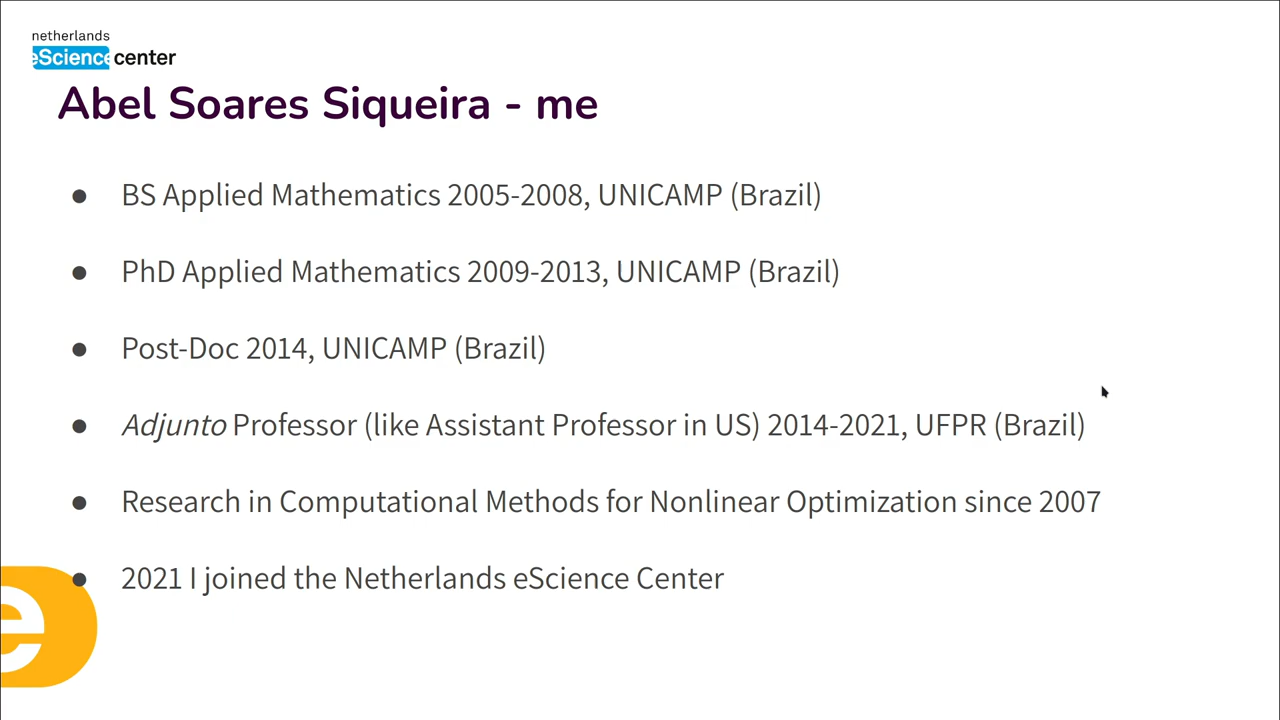 netherlands
eScience center
Abel Soares Siqueira - me
● BS Applied Mathematics 2005-2008, UNICAMP (Brazil)
● PhD Applied Mathematics 2009-2013, UNICAMP (Brazil)
● Post-Doc 2014, UNICAMP (Brazil)
● Adjunto Professor (like Assistant Professor in US) 2014-2021, UFPR (Brazil)
● Research in Computational Methods for Nonlinear Optimization since 2007
● 2021 I joined the Netherlands eScience Center
e